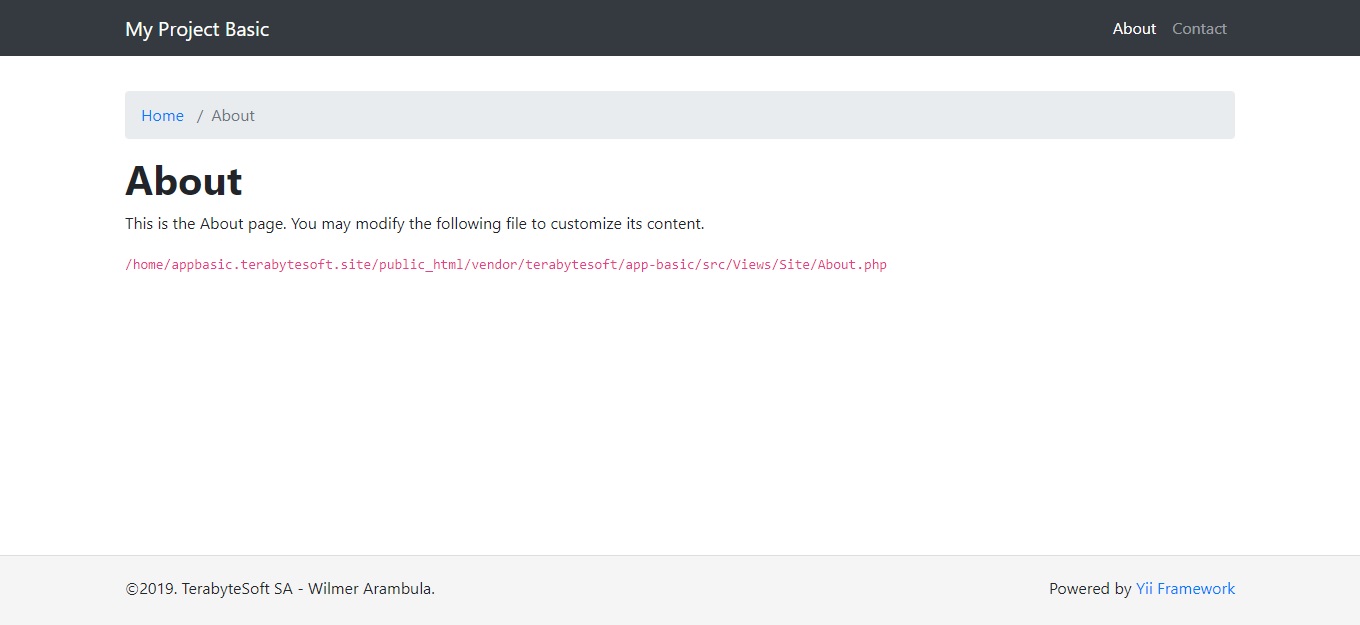 My Project Basic
About
Contact
Home / About
About
This is the About page. You may modify the following file to customize its content.
/home/appbasic.terabytesoft.site/public_html/vendor/terabytesoft/app-basic/src/Views/Site/About.php
©2019. TerabyteSoft SA - Wilmer Arambula.
Powered by Yii Framework